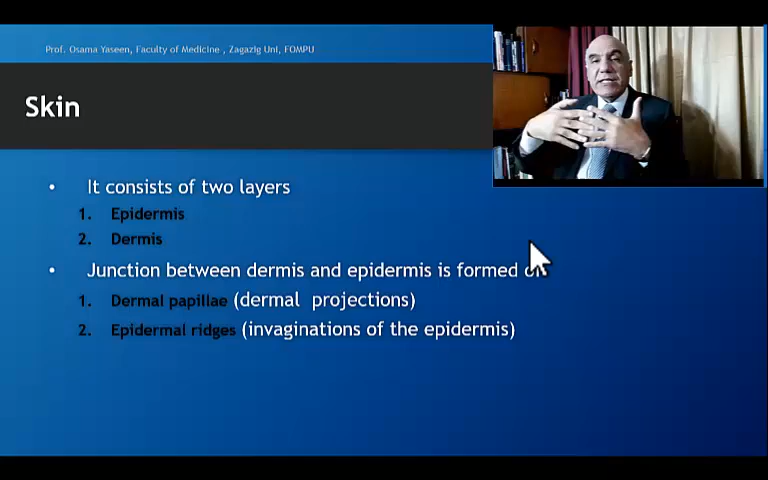 Prof. Osama Yaseen, Faculty of Medicine , Zagazig Uni, FOMPU
Skin
• It consists of two layers
1. Epidermis
2. Dermis
• Junction between dermis and epidermis is formed
1. Dermal papillae (dermal projections)
2. Epidermal ridges (invaginations of the epidermis)